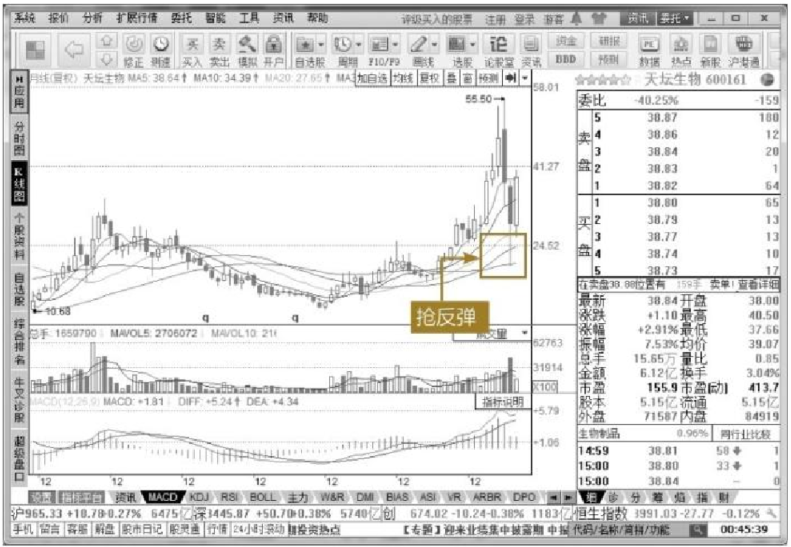 系统 报价 分析 扩展行情 委托 智能 工具 资讯 帮助 评级买入的股票 注册 登录 游客 资讯 委托
修正 测速 买入 卖出 模拟 开户 自选股 周期 F10/F9 画线 选股 论股堂 资讯 资金 BBD 研报 预测 数据 热点 新股 沪港通
月线(复权) 天坛生物 MA5: 38.64↑ MA10: 34.39↑ MA20: 27.65↑ 加自选 均线 复权 叠 窗 预测
应用
分时图
K线图
个股资料
自选股
综合排名
牛叉诊股
超级盘口
58.01
55.50
41.27
24.52
10.68
q q
抢反弹
总手: 1659790↓ MAVOL5: 2706072↓ MAVOL10:
成交量
62763
31914
X100
MACD(12,26,9) MACD: +1.81↓ DIFF: +5.24↑ DEA: +4.34
指标说明
+5.79
+1.06
12 12 12 12 12 12 12
设置 指标平台 资讯 MACD KDJ RSI BOLL 主力 W&R DMI BIAS ASI VR ARBR DPO
天坛生物 600161
委比 -40.25% -159
卖盘
5 38.87 180
4 38.86 12
3 38.84 20
2 38.83 1
1 38.82 64
买盘
1 38.80 65
2 38.79 13
3 38.77 13
4 38.74 10
5 38.73 17
在卖盘38.88位置有 159手 卖单! 查看详细
最新 38.84 开盘 38.00
涨跌 +1.10 最高 40.50
涨幅 +2.91% 最低 37.66
振幅 7.53% 均价 39.07
总手 15.65万 量比 0.85
金额 6.12亿 换手 3.04%
市盈 155.9 市盈[动] 413.7
股本 5.15亿 流通 5.15亿
外盘 71587 内盘 84919
生物制品 0.96% 同行业比较
14:59 38.81 58 1
15:00 38.80 33 1
15:00 38.84 0 1
细 诊 分 筹 焰 指 财
沪965.33 +10.78 0.27% 6475亿 深3445.87 +50.70 0.38% 5740亿 创 674.02 -10.24 -0.38% 1183亿 恒生指数 3991.03 -27.77 -0.12%
手机 留言 客服 解盘 股市日记 股灵通 行情 24小时滚动 投资热点 【专题】迎来业绩集中披露期 中报 代码/名称/简拼/功能 00:45:39